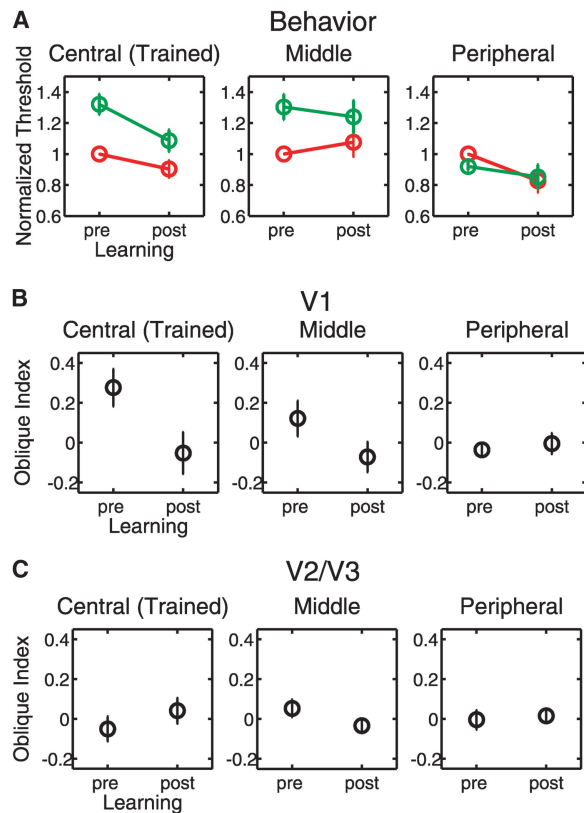 A
Behavior
Central (Trained) Middle Peripheral
Normalized Threshold
1.4 1.4 1.4
1.2 1.2 1.2
1 1 1
0.8 0.8 0.8
0.6 0.6 0.6
pre post pre post pre post
Learning
B
V1
Central (Trained) Middle Peripheral
Oblique Index
0.4 0.4 0.4
0.2 0.2 0.2
0 0 0
-0.2 -0.2 -0.2
pre post pre post pre post
Learning
C
V2/V3
Central (Trained) Middle Peripheral
Oblique Index
0.4 0.4 0.4
0.2 0.2 0.2
0 0 0
-0.2 -0.2 -0.2
pre post pre post pre post
Learning